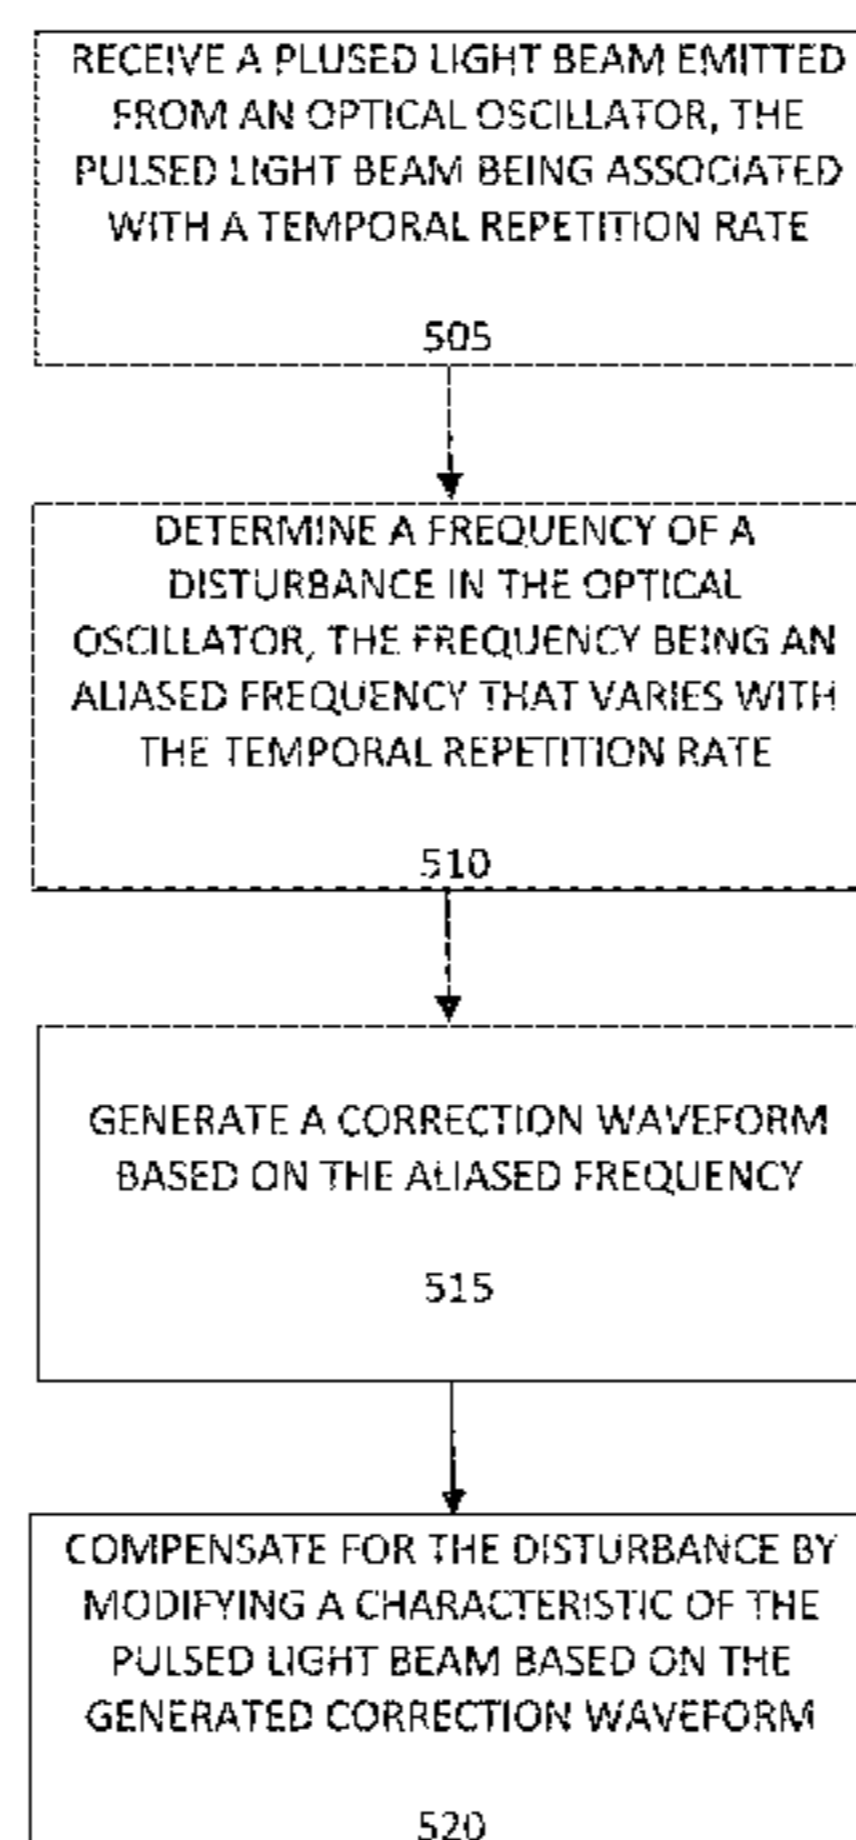 RECEIVE A PLUSED LIGHT BEAM EMITTED
FROM AN OPTICAL OSCILLATOR, THE
PULSED LIGHT BEAM BEING ASSOCIATED
WITH A TEMPORAL REPETITION RATE
505
DETERMINE A FREQUENCY OF A
DISTURBANCE IN THE OPTICAL
OSCILLATOR, THE FREQUENCY BEING AN
ALIASED FREQUENCY THAT VARIES WITH
THE TEMPORAL REPETITION RATE
510
GENERATE A CORRECTION WAVEFORM
BASED ON THE ALIASED FREQUENCY
515
COMPENSATE FOR THE DISTURBANCE BY
MODIFYING A CHARACTERISTIC OF THE
PULSED LIGHT BEAM BASED ON THE
GENERATED CORRECTION WAVEFORM
520